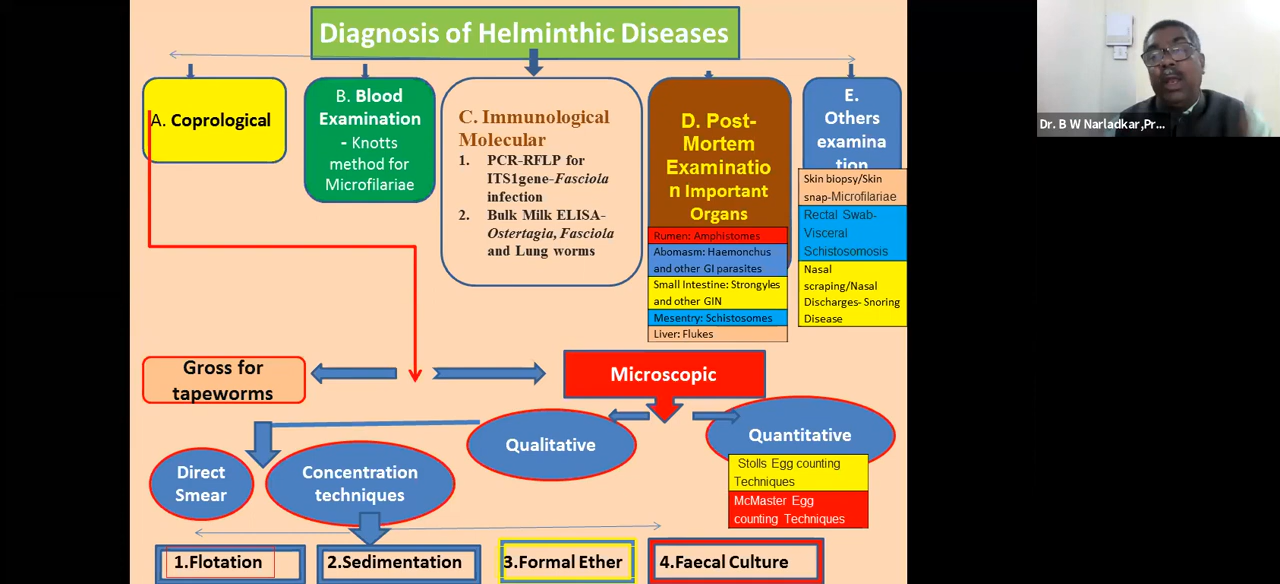 Diagnosis of Helminthic Diseases
A. Coprological
B. Blood
Examination
- Knotts
method for
Microfilariae
C. Immunological
Molecular
1. PCR-RFLP for
ITS1gene-Fasciola
infection
2. Bulk Milk ELISA-
Ostertagia, Fasciola
and Lung worms
D. Post-
Mortem
Examinatio
n Important
Organs
Rumen: Amphistomes
Abomasm: Haemonchus
and other GI parasites
Small Intestine: Strongyles
and other GIN
Mesentry: Schistosomes
Liver: Flukes
E.
Others
examina
tion
Skin biopsy/Skin
snap-Microfilariae
Rectal Swab-
Visceral
Schistosomosis
Nasal
scraping/Nasal
Discharges- Snoring
Disease
Dr. B W Narladkar,Pr...
Gross for
tapeworms
Microscopic
Qualitative
Quantitative
Stolls Egg counting
Techniques
McMaster Egg
counting Techniques
Direct
Smear
Concentration
techniques
1.Flotation
2.Sedimentation
3.Formal Ether
4.Faecal Culture